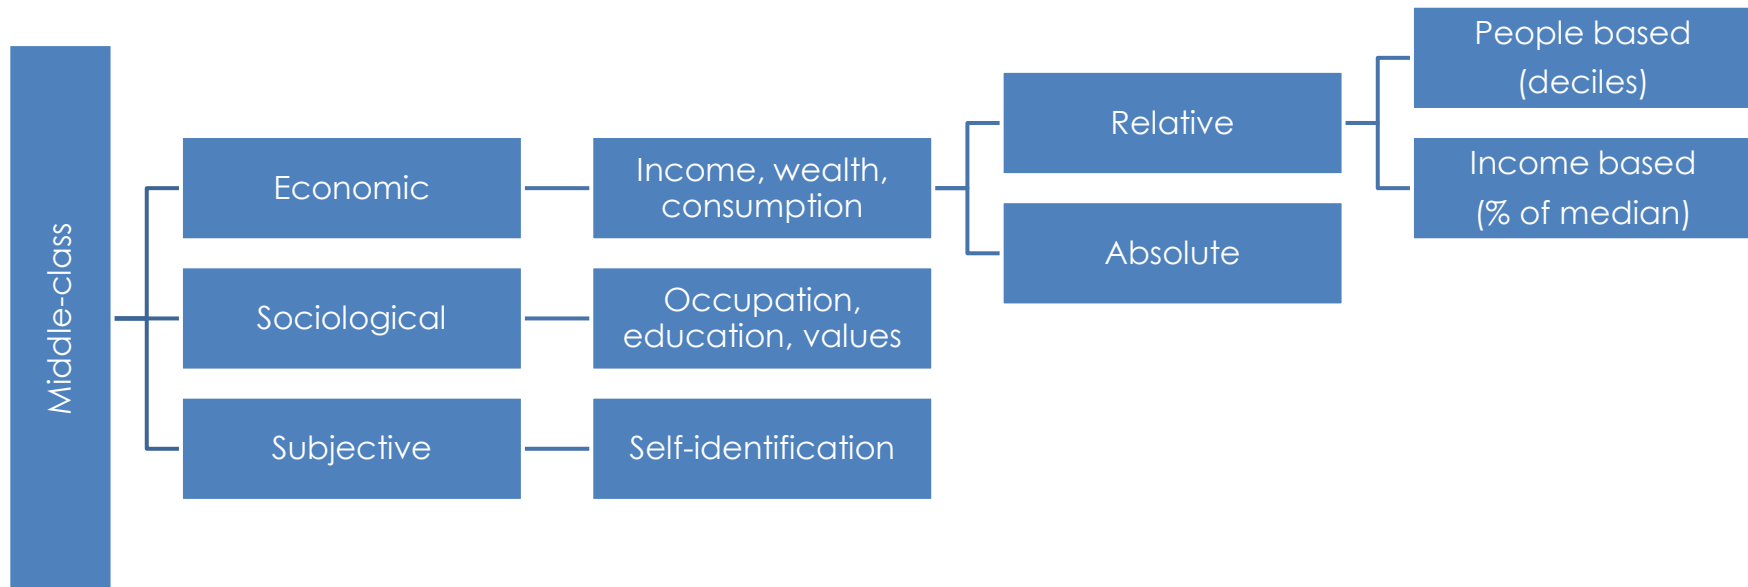 Middle-class
Economic
Sociological
Subjective
Income, wealth,
consumption
Occupation,
education, values
Self-identification
Relative
Absolute
People based
(deciles)
Income based
(% of median)